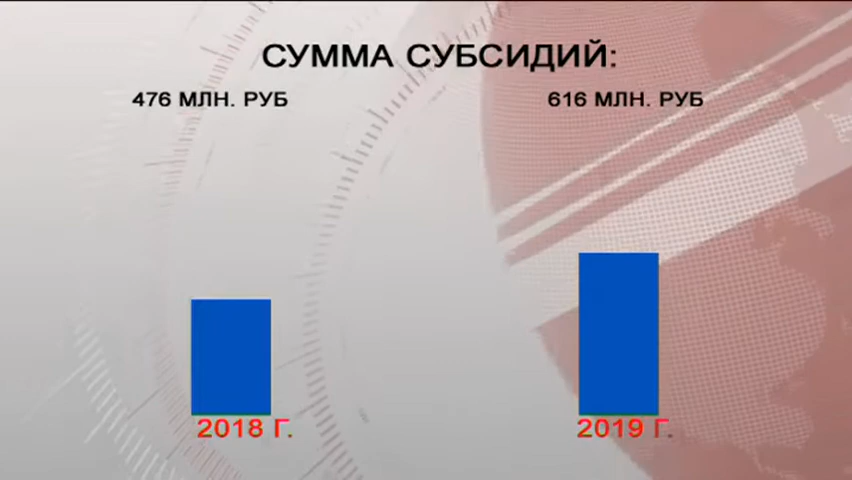 СУММА СУБСИДИЙ:
476 МЛН. РУБ
616 МЛН. РУБ
2018 Г.
2019 Г.